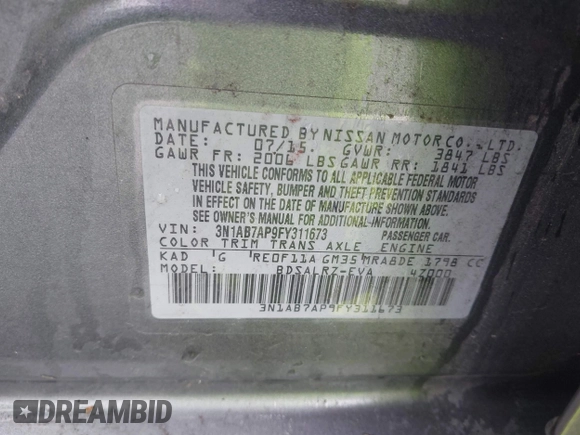 MANUFACTURED BY NISSAN MOTOR CO., LTD.
DATE: 07/15 GVWR: 3847 LBS
GAWR FR: 2006 LBS GAWR RR: 1841 LBS
THIS VEHICLE CONFORMS TO ALL APPLICABLE FEDERAL MOTOR
VEHICLE SAFETY, BUMPER AND THEFT PREVENTION STANDARDS
IN EFFECT ON THE DATE OF MANUFACTURE SHOWN ABOVE.
SEE OWNER'S MANUAL FOR ADDITIONAL INFORMATION.
VIN: 3N1AB7AP9FY311673 PASSENGER CAR
COLOR TRIM TRANS AXLE ENGINE
KAD G RE0F11A GM35 MRA8DE 1798 CC
MODEL: BDSALRZ-EVA 47000
3N1AB7AP9FY311673
DREAMBID